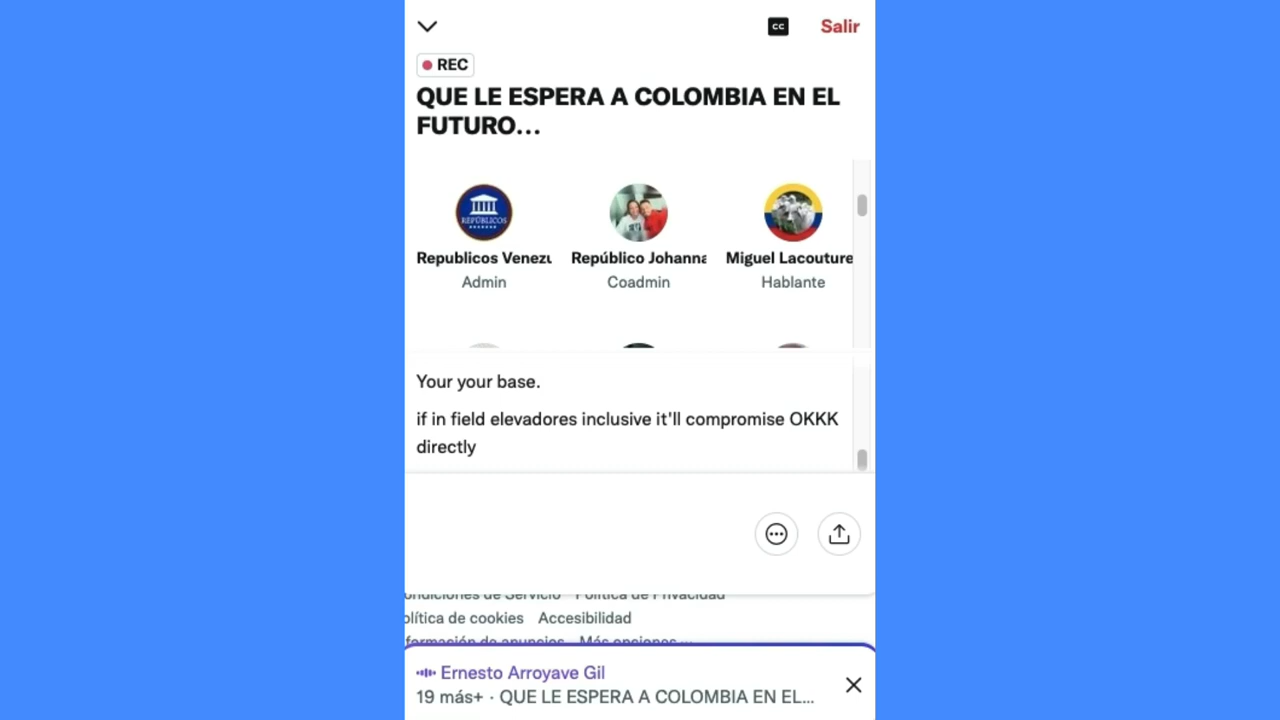 CC
Salir
REC
QUE LE ESPERA A COLOMBIA EN EL
FUTURO...
REPÚBLICOS
Republicos Venezu
República Johanna
Miguel Lacouture
Admin
Coadmin
Hablante
Your your base.
if in field elevadores inclusive it'll compromise OKKK
directly
ondiciones de Servicio Política de Privacidad
olítica de cookies Accesibilidad
formación de anuncios Más opciones ...
Ernesto Arroyave Gil
19 más+ · QUE LE ESPERA A COLOMBIA EN EL...